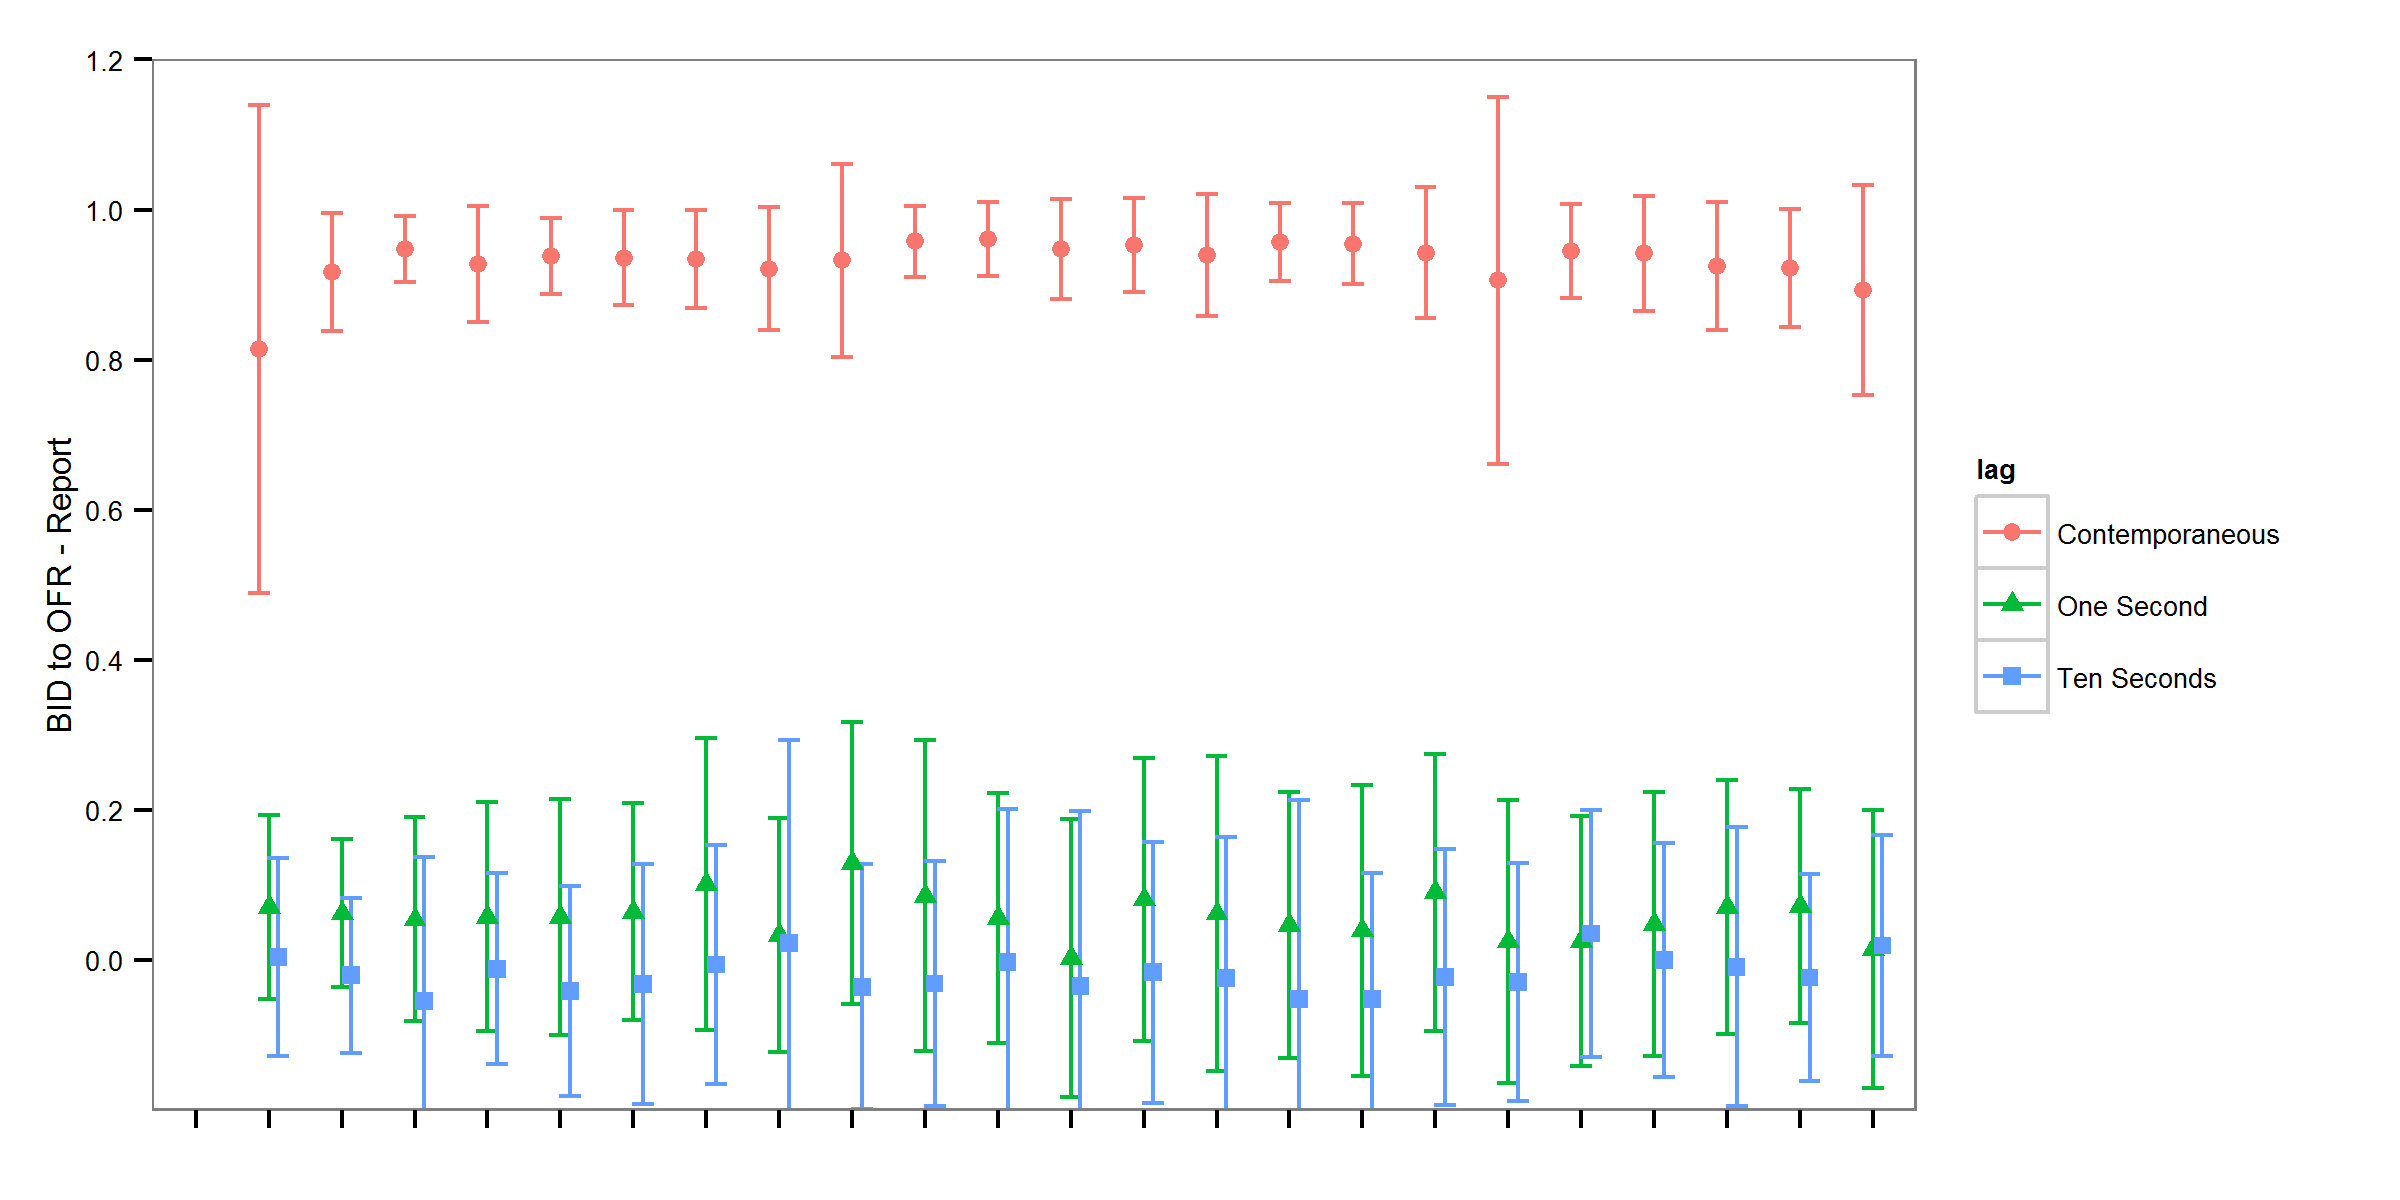 1.2
1.0
0.8
0.6
0.4
0.2
0.0
BID to OFR - Report
lag
Contemporaneous
One Second
Ten Seconds